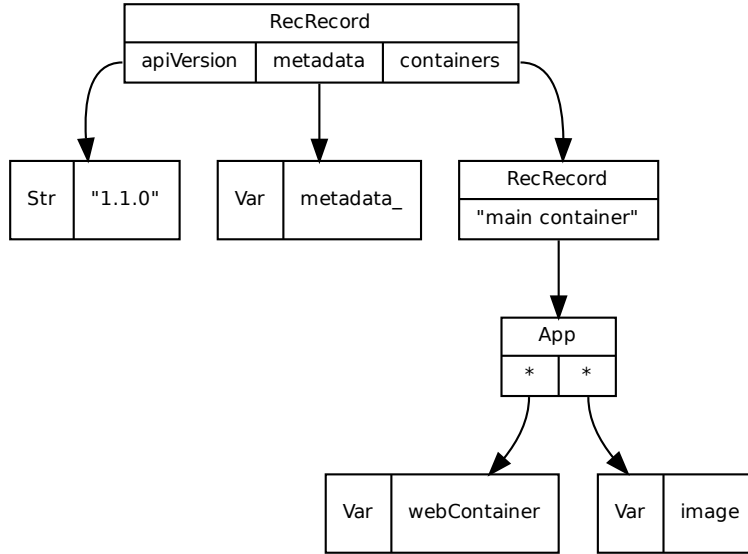 RecRecord
apiVersion metadata containers
Str "1.1.0"
Var metadata_
RecRecord
"main container"
App
* *
Var webContainer
Var image